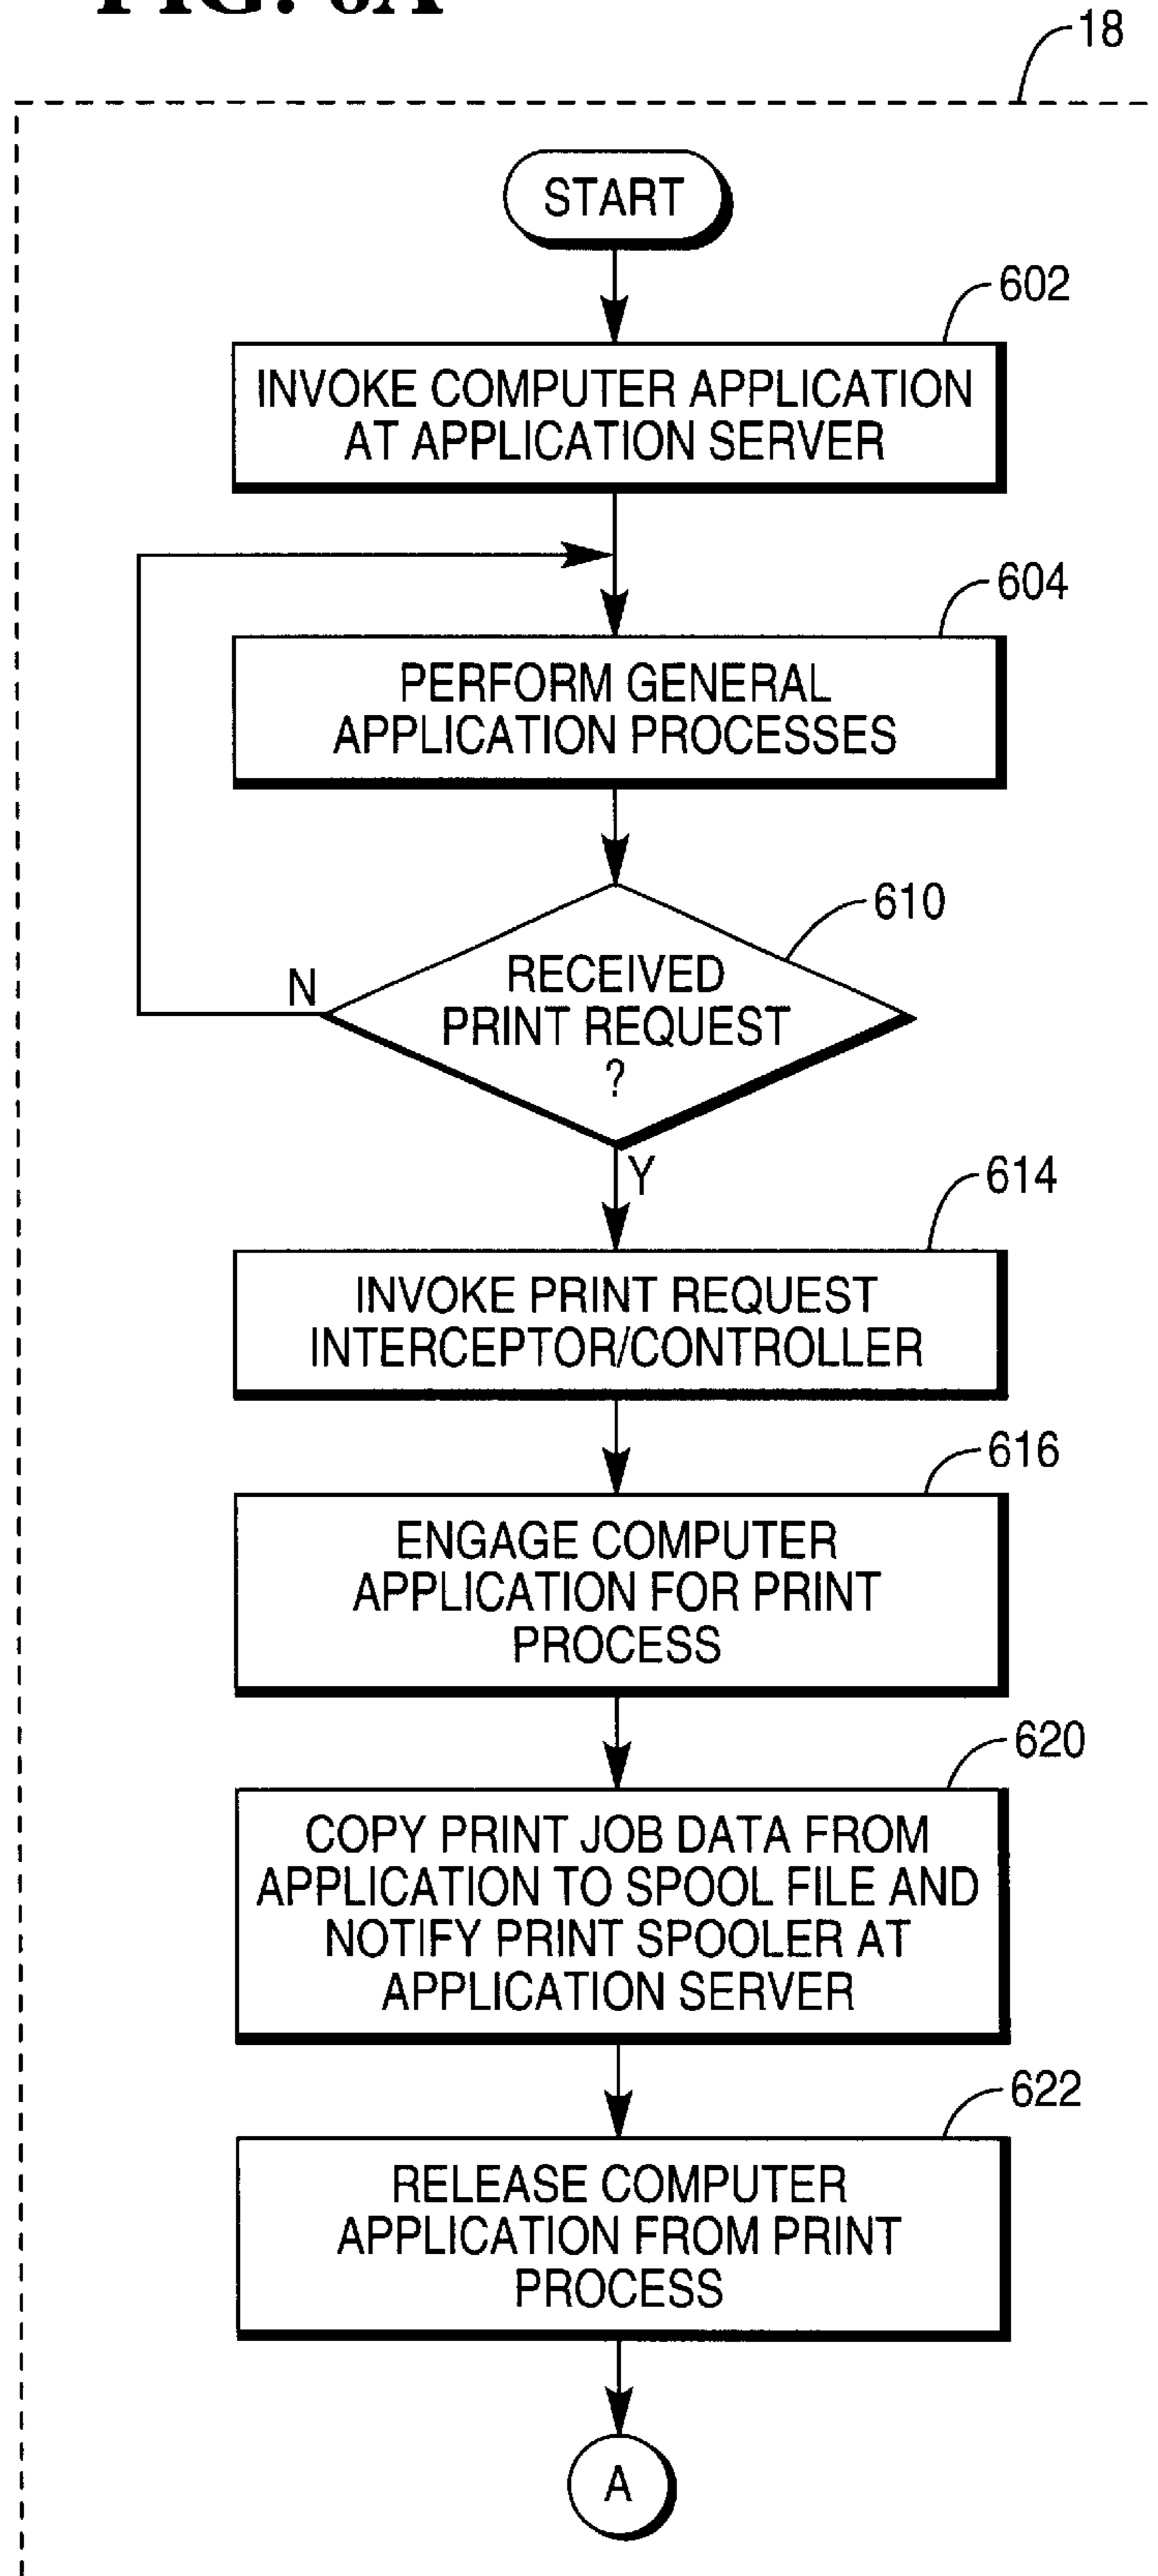 FIG. 6A
18
START
602
INVOKE COMPUTER APPLICATION
AT APPLICATION SERVER
604
PERFORM GENERAL
APPLICATION PROCESSES
610
RECEIVED
PRINT REQUEST
?
N
Y
614
INVOKE PRINT REQUEST
INTERCEPTOR/CONTROLLER
616
ENGAGE COMPUTER
APPLICATION FOR PRINT
PROCESS
620
COPY PRINT JOB DATA FROM
APPLICATION TO SPOOL FILE AND
NOTIFY PRINT SPOOLER AT
APPLICATION SERVER
622
RELEASE COMPUTER
APPLICATION FROM PRINT
PROCESS
A